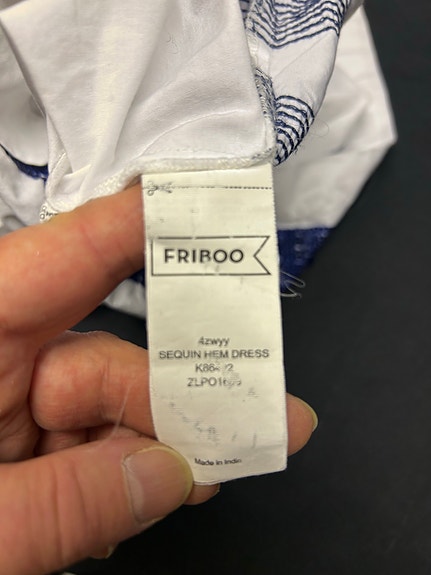 FRIBOO
4zwyy
SEQUIN HEM DRESS
Made in India